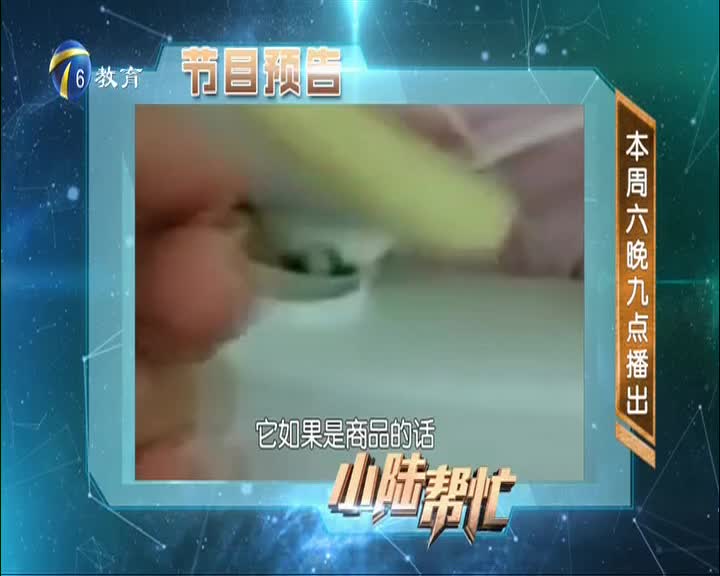 节目预告
6 教育
本周六晚九点播出
它如果是商品的话
小陆帮忙